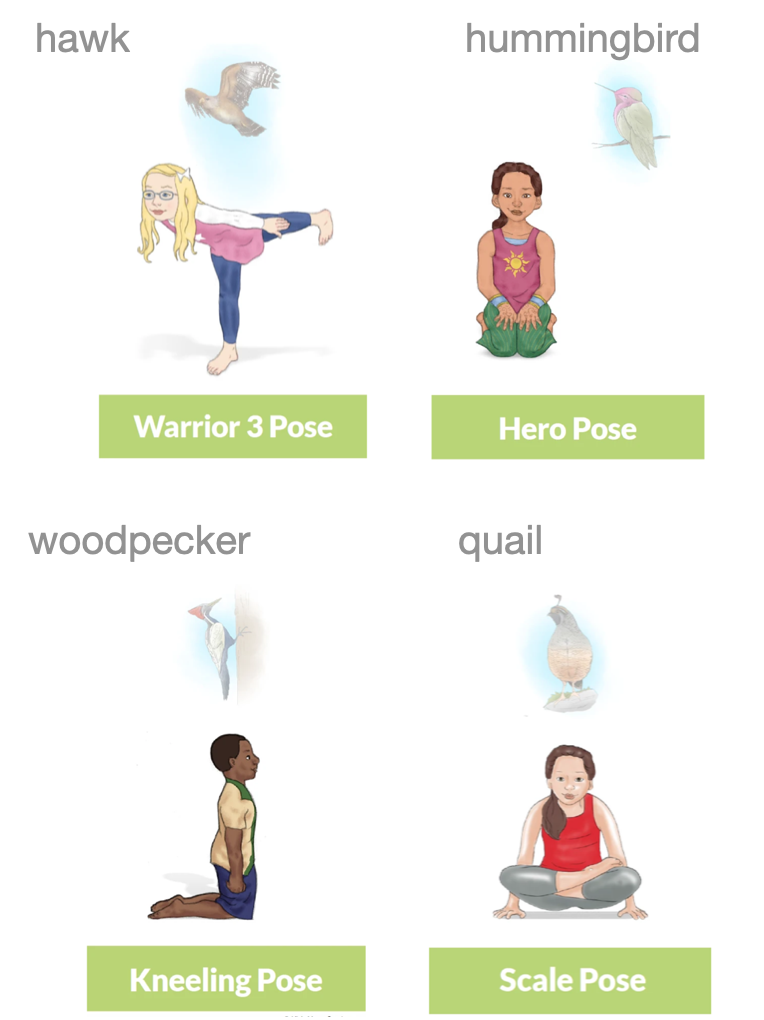 hawk
hummingbird
Warrior 3 Pose
Hero Pose
woodpecker
quail
Kneeling Pose
Scale Pose